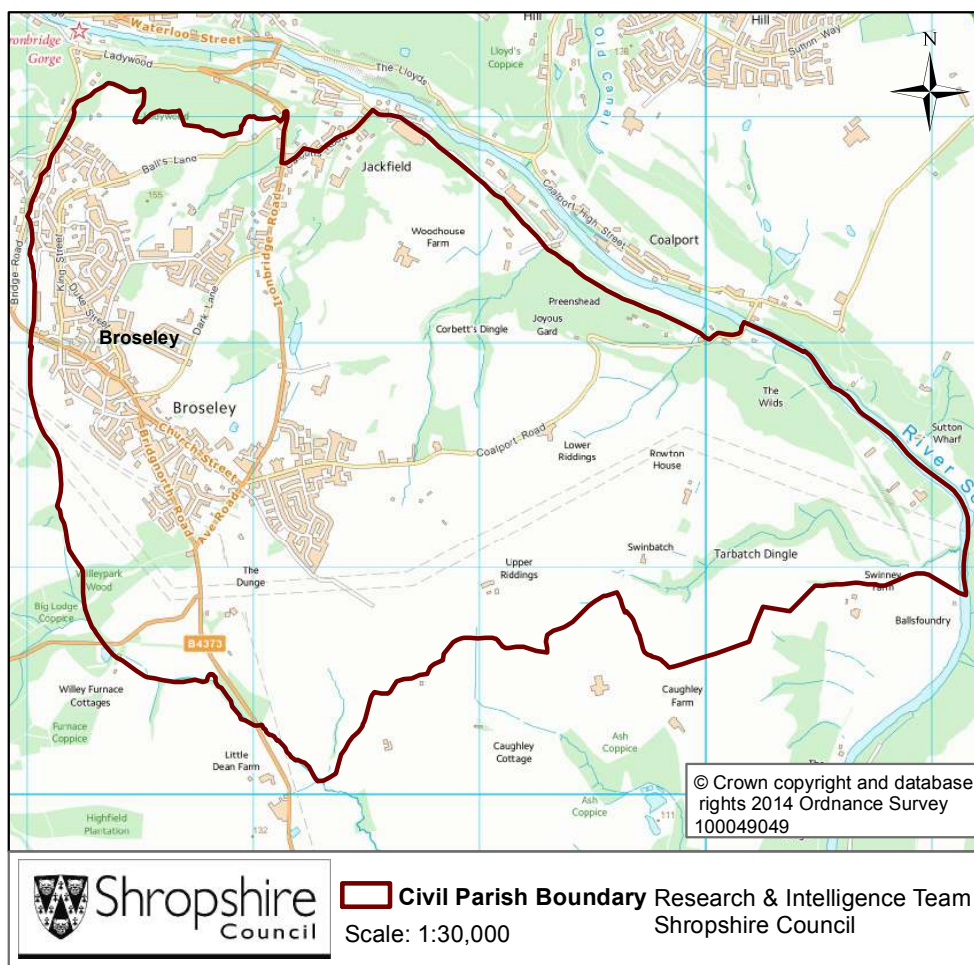 Waterloo Street
Hill
Hill
Sutton Way
N
Lloyd's
Coppice
138
81
Old Canal
Gorge
Ladywood
The Lloyds
Ball's Lane
155
Jackfield
Woodhouse
Farm
Coalport High Street
Coalport
Bridge Road
King Street
Duke Street
Dark Lane
Ironbridge Road
Preenshead
Joyous
Gard
Corbett's Dingle
Broseley
Broseley
The
Wilds
Church Street
Bridgnorth Road
Ave Road
Coalport Road
Lower
Riddings
Rowton
House
Sutton
Wharf
River
Swinbatch
Tarbatch Dingle
The
Dunge
Upper
Riddings
Willeypark
Wood
Big Lodge
Coppice
Swinney
Farm
Ballsfoundry
B4373
Willey Furnace
Cottages
Furnace
Coppice
Caughley
Farm
Little
Dean Farm
Caughley
Cottage
Ash
Coppice
The
Ash
Coppice
111
Highfield
Plantation
132
© Crown copyright and database
rights 2014 Ordnance Survey
100049049
Shropshire
Council
Civil Parish Boundary
Scale: 1:30,000
Research & Intelligence Team
Shropshire Council